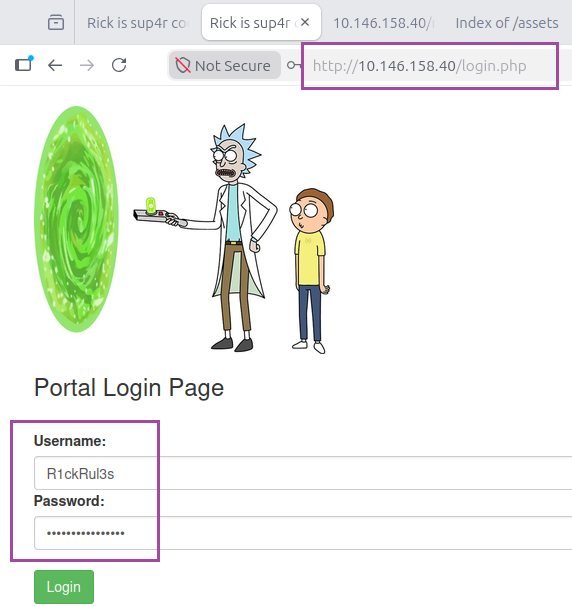 Rick is sup4r co
Rick is sup4r c
10.146.158.40/
Index of /assets
Not Secure
http://10.146.158.40/login.php
Portal Login Page
Username:
R1ckRul3s
Password:
•••••••••••••••
Login